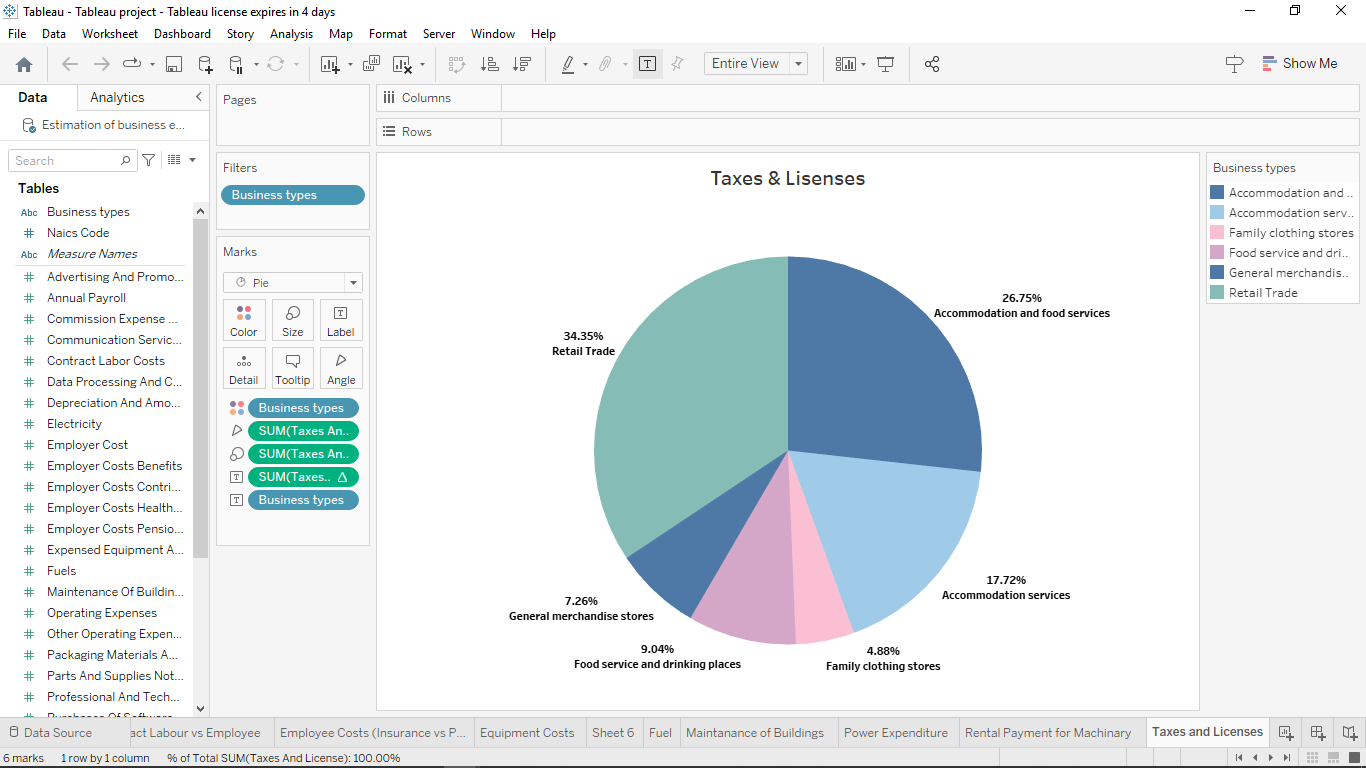 Tableau - Tableau project - Tableau license expires in 4 days
File Data Worksheet Dashboard Story Analysis Map Format Server Window Help
Entire View
Show Me
Data Analytics
Estimation of business e...
Search
Tables
Abc Business types
# Naics Code
Abc Measure Names
# Advertising And Promo...
# Annual Payroll
# Commission Expense ...
# Communication Servic...
# Contract Labor Costs
# Data Processing And C...
# Depreciation And Amo...
# Electricity
# Employer Cost
# Employer Costs Benefits
# Employer Costs Contri...
# Employer Costs Health...
# Employer Costs Pensio...
# Expensed Equipment A...
# Fuels
# Maintenance Of Buildin...
# Operating Expenses
# Other Operating Expen...
# Packaging Materials A...
# Parts And Supplies Not...
# Professional And Tech...
Pages
Filters
Business types
Marks
Pie
Color Size Label
Detail Tooltip Angle
Business types
SUM(Taxes An..
SUM(Taxes An..
SUM(Taxes.. Δ
Business types
Columns
Rows
Taxes & Lisenses
26.75%
Accommodation and food services
34.35%
Retail Trade
17.72%
Accommodation services
7.26%
General merchandise stores
9.04%
Food service and drinking places
4.88%
Family clothing stores
Business types
Accommodation and ..
Accommodation serv..
Family clothing stores
Food service and dri..
General merchandis..
Retail Trade
Data Source act Labour vs Employee Employee Costs (Insurance vs P... Equipment Costs Sheet 6 Fuel Maintanance of Buildings Power Expenditure Rental Payment for Machinary Taxes and Licenses
6 marks 1 row by 1 column % of Total SUM(Taxes And License): 100.00%